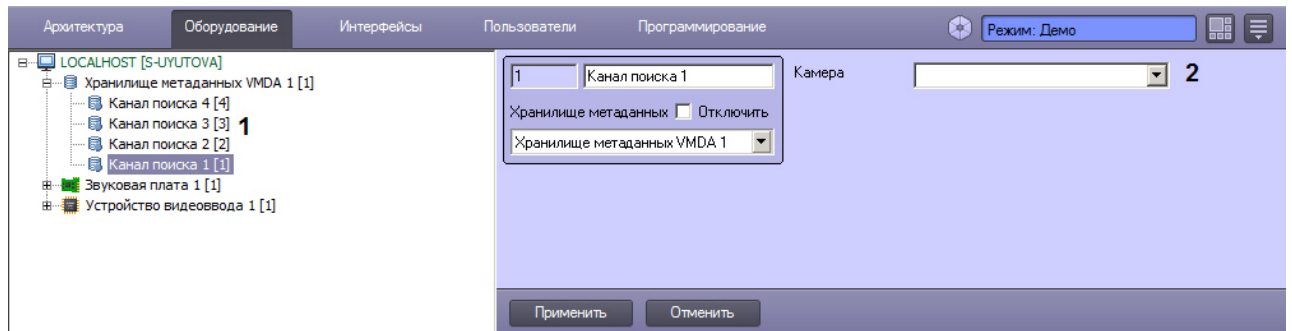 Архитектура Оборудование Интерфейсы Пользователи Программирование Режим: Демо
LOCALHOST [S-UYUTOVA]
Хранилище метаданных VMDA 1 [1]
Канал поиска 4 [4]
Канал поиска 3 [3] 1
Канал поиска 2 [2]
Канал поиска 1 [1]
Звуковая плата 1 [1]
Устройство видеоввода 1 [1]
1 Канал поиска 1
Хранилище метаданных Отключить
Хранилище метаданных VMDA 1
Камера 2
Применить Отменить